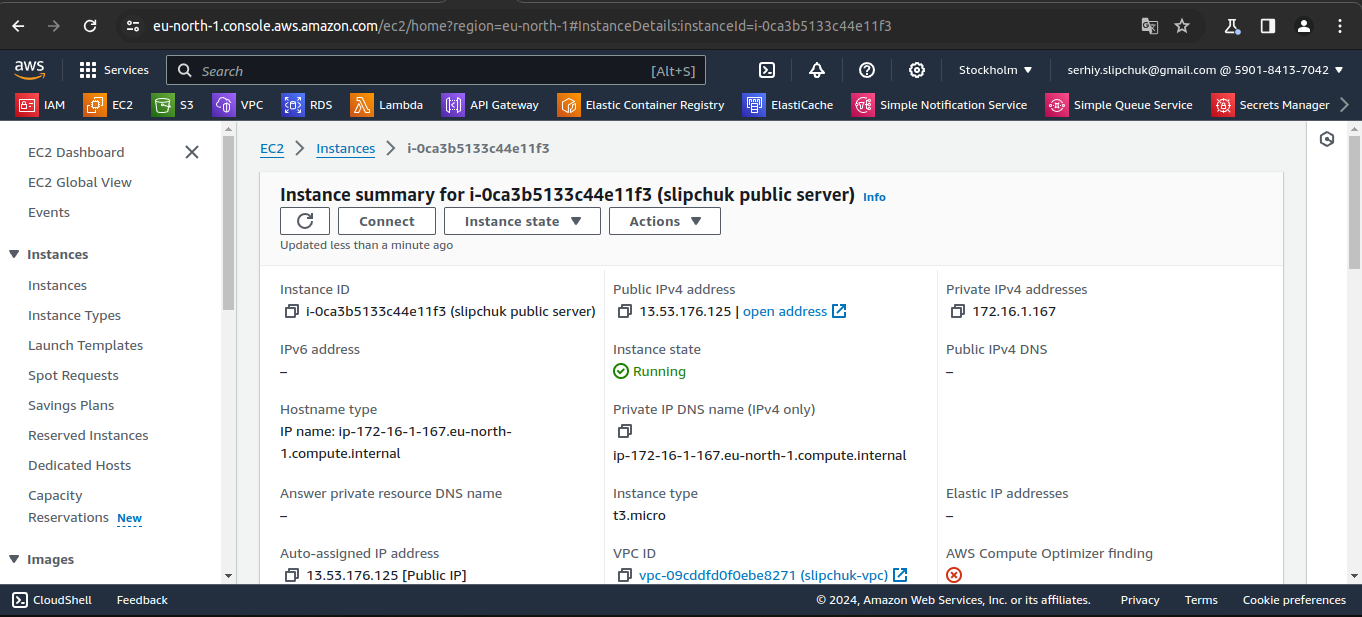 eu-north-1.console.aws.amazon.com/ec2/home?region=eu-north-1#InstanceDetails:instanceId=i-0ca3b5133c44e11f3
aws
Services
Search
[Alt+S]
Stockholm
serhiy.slipchuk@gmail.com @ 5901-8413-7042
IAM
EC2
S3
VPC
RDS
Lambda
API Gateway
Elastic Container Registry
ElastiCache
Simple Notification Service
Simple Queue Service
Secrets Manager
EC2 Dashboard
EC2 Global View
Events
Instances
Instances
Instance Types
Launch Templates
Spot Requests
Savings Plans
Reserved Instances
Dedicated Hosts
Capacity
Reservations New
Images
EC2
Instances
i-0ca3b5133c44e11f3
Instance summary for i-0ca3b5133c44e11f3 (slipchuk public server) Info
Connect
Instance state
Actions
Updated less than a minute ago
Instance ID
i-0ca3b5133c44e11f3 (slipchuk public server)
Public IPv4 address
13.53.176.125 | open address
Private IPv4 addresses
172.16.1.167
IPv6 address
–
Instance state
Running
Public IPv4 DNS
–
Hostname type
IP name: ip-172-16-1-167.eu-north-
1.compute.internal
Private IP DNS name (IPv4 only)
ip-172-16-1-167.eu-north-1.compute.internal
Answer private resource DNS name
–
Instance type
t3.micro
Elastic IP addresses
–
Auto-assigned IP address
13.53.176.125 [Public IP]
VPC ID
vpc-09cddfd0f0ebe8271 (slipchuk-vpc)
AWS Compute Optimizer finding
CloudShell
Feedback
© 2024, Amazon Web Services, Inc. or its affiliates.
Privacy
Terms
Cookie preferences